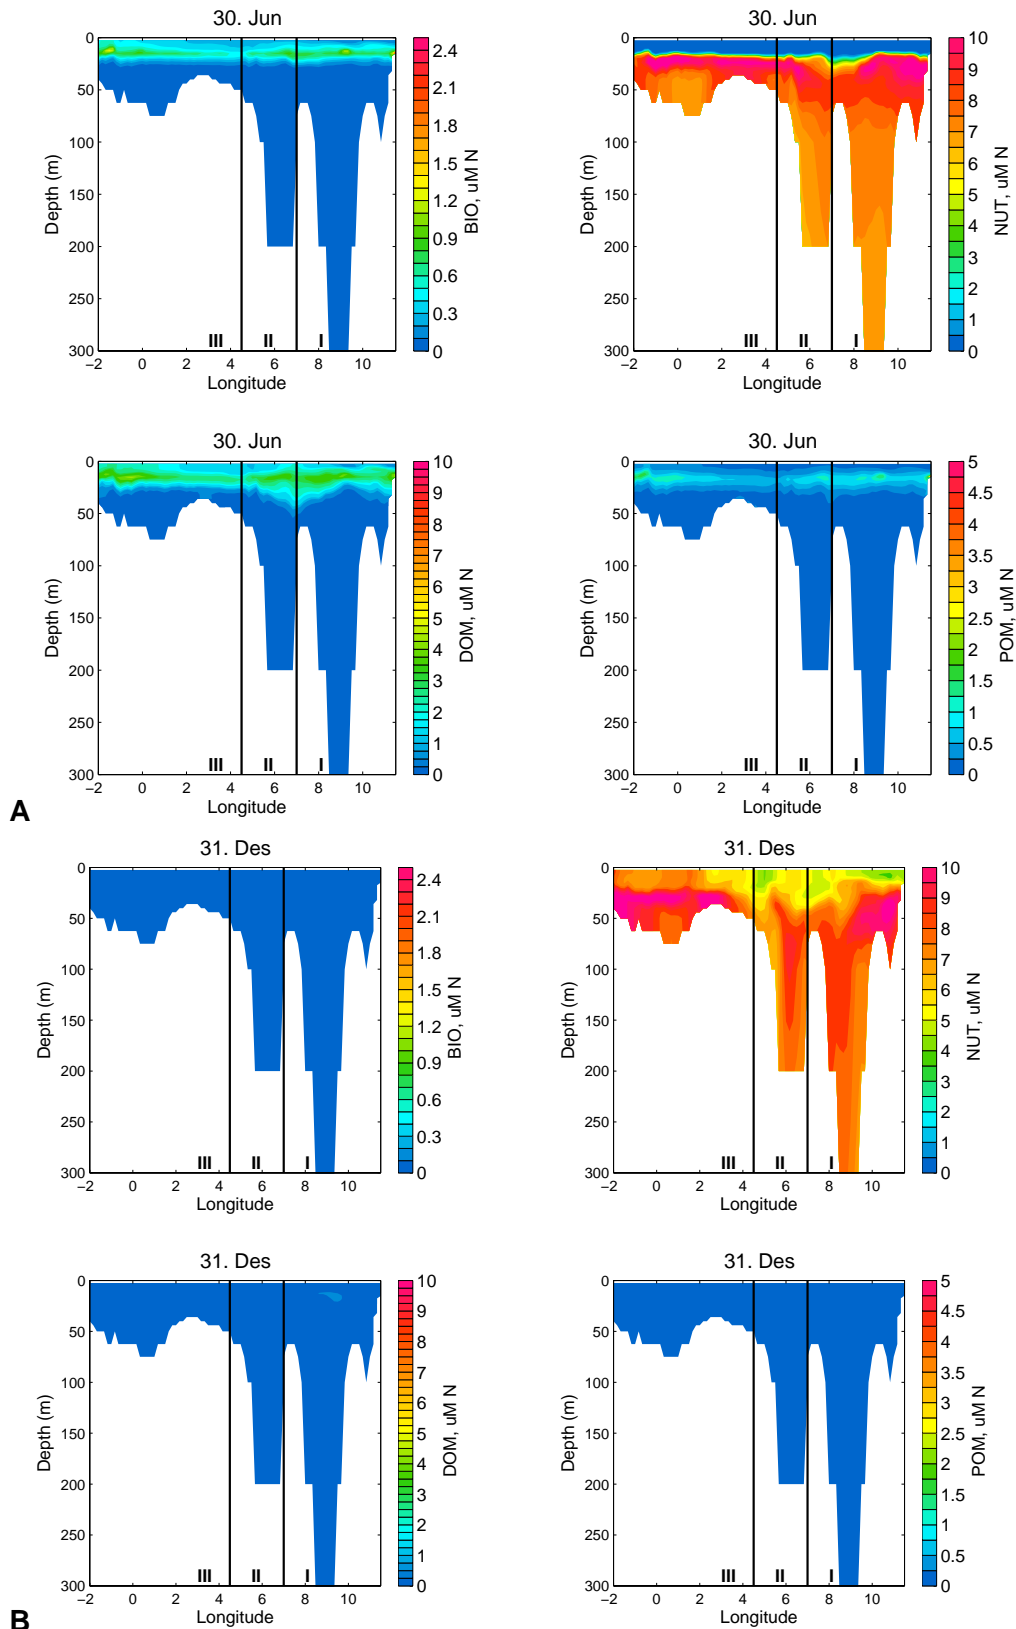 30. Jun
0
50
100
150
200
250
300
Depth (m)
−2 0 2 4 6 8 10
Longitude
III II I
2.4
2.1
1.8
1.5
1.2
0.9
0.6
0.3
0
BIO, uM N
30. Jun
0
50
100
150
200
250
300
Depth (m)
−2 0 2 4 6 8 10
Longitude
III II I
10
9
8
7
6
5
4
3
2
1
0
NUT, uM N
30. Jun
0
50
100
150
200
250
300
Depth (m)
−2 0 2 4 6 8 10
Longitude
III II I
10
9
8
7
6
5
4
3
2
1
0
DOM, uM N
30. Jun
0
50
100
150
200
250
300
Depth (m)
−2 0 2 4 6 8 10
Longitude
III II I
5
4.5
4
3.5
3
2.5
2
1.5
1
0.5
0
POM, uM N
A
31. Des
0
50
100
150
200
250
300
Depth (m)
−2 0 2 4 6 8 10
Longitude
III II I
2.4
2.1
1.8
1.5
1.2
0.9
0.6
0.3
0
BIO, uM N
31. Des
0
50
100
150
200
250
300
Depth (m)
−2 0 2 4 6 8 10
Longitude
III II I
10
9
8
7
6
5
4
3
2
1
0
NUT, uM N
31. Des
0
50
100
150
200
250
300
Depth (m)
−2 0 2 4 6 8 10
Longitude
III II I
10
9
8
7
6
5
4
3
2
1
0
DOM, uM N
31. Des
0
50
100
150
200
250
300
Depth (m)
−2 0 2 4 6 8 10
Longitude
III II I
5
4.5
4
3.5
3
2.5
2
1.5
1
0.5
0
POM, uM N
B